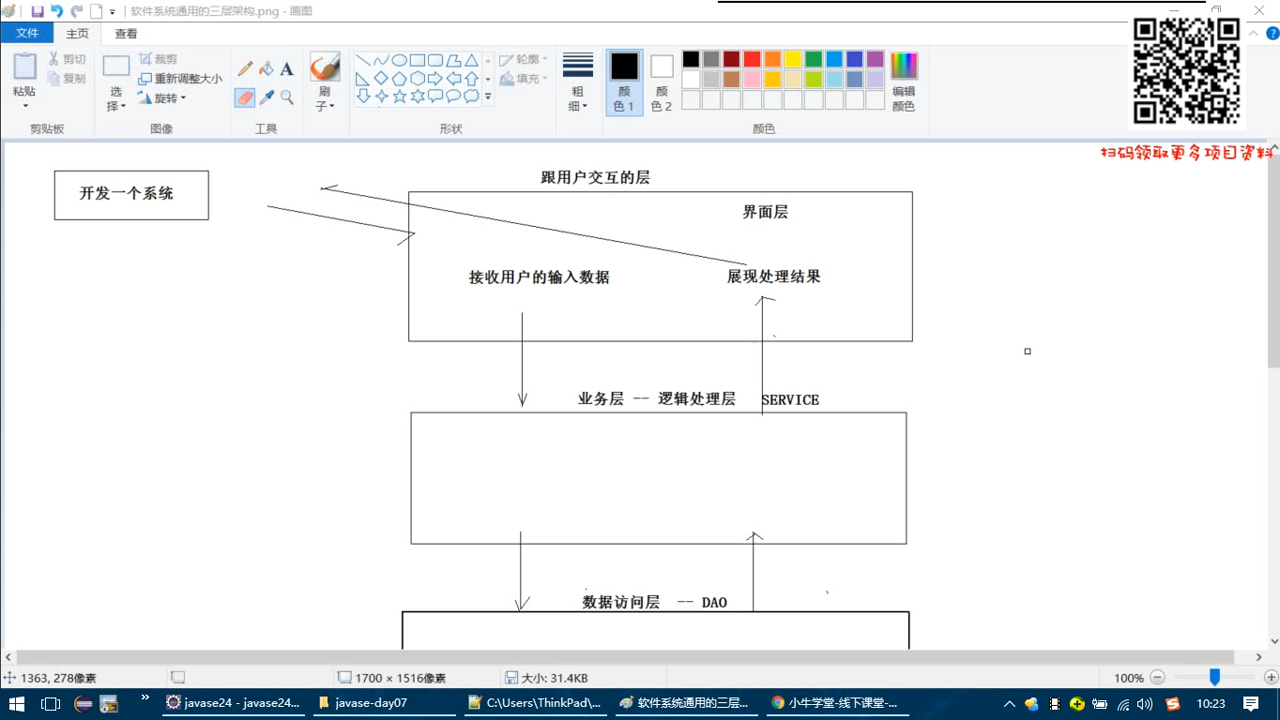 软件系统通用的三层架构.png - 画图
文件 主页 查看
粘贴 剪切 复制
选择 裁剪 重新调整大小 旋转
刷子
轮廓 填充
粗细
颜色 1 颜色 2 编辑颜色
剪贴板 图像 工具 形状 颜色
扫码领取更多项目资料
开发一个系统
跟用户交互的层
界面层
接收用户的输入数据 展现处理结果
业务层 -- 逻辑处理层 SERVICE
数据访问层 -- DAO
1363, 278像素 1700 × 1516像素 大小: 31.4KB 100%
javase24 - javase24... javase-day07 C:\Users\ThinkPad\... 软件系统通用的三层... 小牛学堂-线下课堂-... 10:23